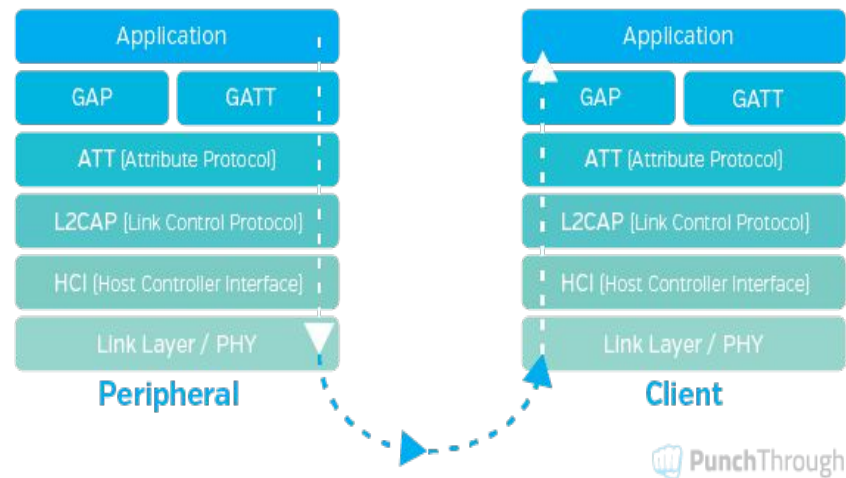 Application
GAP GATT
ATT (Attribute Protocol)
L2CAP (Link Control Protocol)
HCI (Host Controller Interface)
Link Layer / PHY
Peripheral
Application
GAP GATT
ATT (Attribute Protocol)
L2CAP (Link Control Protocol)
HCI (Host Controller Interface)
Link Layer / PHY
Client
PunchThrough